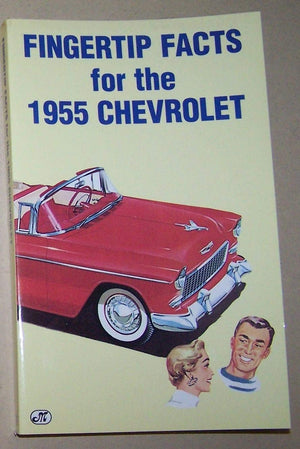 FINGERTIP FACTS
for the
1955 CHEVROLET